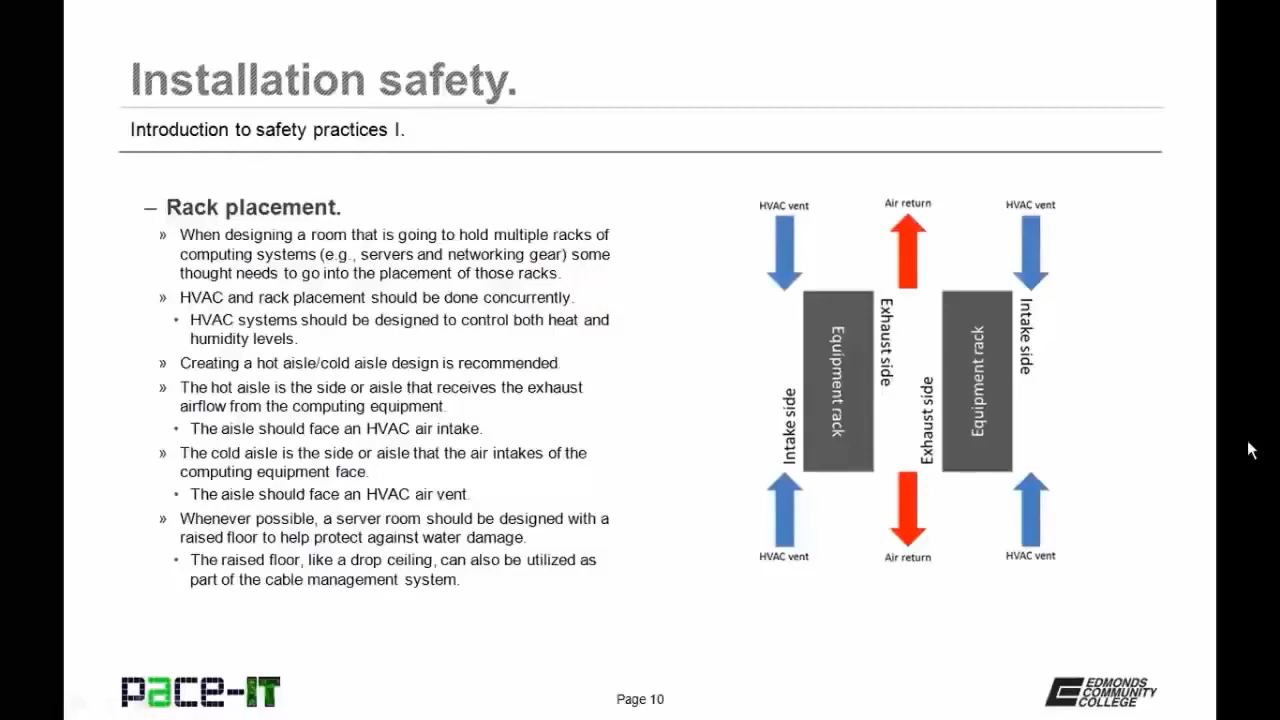 Installation safety.
Introduction to safety practices I.
– Rack placement.
» When designing a room that is going to hold multiple racks of
computing systems (e.g., servers and networking gear) some
thought needs to go into the placement of those racks.
» HVAC and rack placement should be done concurrently.
• HVAC systems should be designed to control both heat and
humidity levels.
» Creating a hot aisle/cold aisle design is recommended.
» The hot aisle is the side or aisle that receives the exhaust
airflow from the computing equipment.
• The aisle should face an HVAC air intake.
» The cold aisle is the side or aisle that the air intakes of the
computing equipment face.
• The aisle should face an HVAC air vent.
» Whenever possible, a server room should be designed with a
raised floor to help protect against water damage.
• The raised floor, like a drop ceiling, can also be utilized as
part of the cable management system.
HVAC vent
Air return
HVAC vent
Intake side
Equipment rack
Exhaust side
Exhaust side
Equipment rack
Intake side
HVAC vent
Air return
HVAC vent
pace-IT
Page 10
EDMONDS
COMMUNITY
COLLEGE